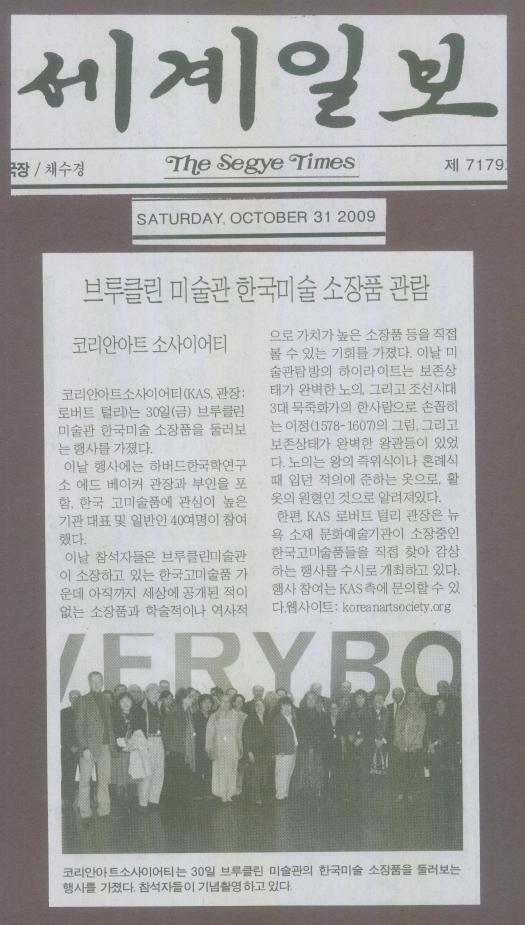 세계일보
국장 / 채수경
The Segye Times
제 7179
SATURDAY, OCTOBER 31 2009
브루클린 미술관 한국미술 소장품 관람
코리안아트 소사이어티
코리안아트소사이어티(KAS, 관장:
로버트 털리)는 30일(금) 브루클린
미술관 한국미술 소장품을 둘러보
는 행사를 가졌다.
이날 행사에는 하버드한국학연구
소 에드 베이커 관장과 부인을 포
함, 한국 고미술품에 관심이 높은
기관 대표 및 일반인 40여명이 참여
했다.
이날 참석자들은 브루클린미술관
이 소장하고 있는 한국고미술품 가
운데 아직까지 세상에 공개된 적이
없는 소장품과 학술적이나 역사적
으로 가치가 높은 소장품 등을 직접
볼 수 있는 기회를 가졌다. 이날 미
술관탐방의 하이라이트는 보존상
태가 완벽한 노의, 그리고 조선시대
3대 묵죽화가의 한사람으로 손꼽히
는 이정(1578-1607)의 그림, 그리고
보존상태가 완벽한 왕관등이 있었
다. 노의는 왕의 즉위식이나 혼례식
때 입던 적의에 준하는 옷으로, 활
옷의 원형인 것으로 알려져있다.
한편, KAS 로버트 털리 관장은 뉴
욕 소재 문화예술기관이 소장중인
한국고미술품들을 직접 찾아 감상
하는 행사를 수시로 개최하고 있다.
행사 참여는 KAS측에 문의할 수 있
다.웹사이트: koreanartsociety.org
VERYBO
코리안아트소사이어티는 30일 브루클린 미술관의 한국미술 소장품을 둘러보는
행사를 가졌다. 참석자들이 기념촬영하고 있다.